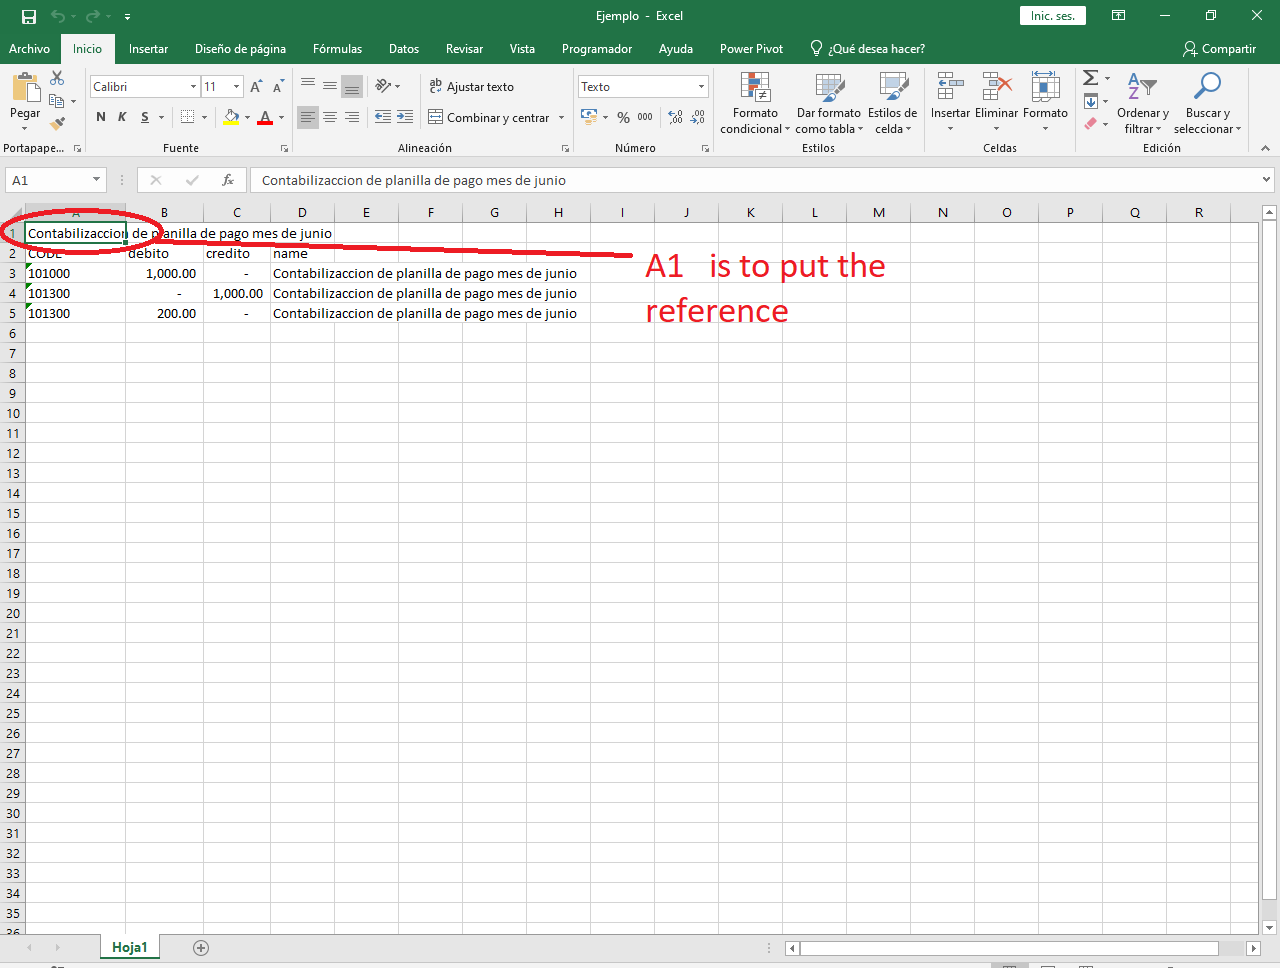 Ejemplo - Excel
Inic. ses.
Archivo Inicio Insertar Diseño de página Fórmulas Datos Revisar Vista Programador Ayuda Power Pivot ¿Qué desea hacer? Compartir
Pegar
Portapape...
Calibri 11
N K S
A A
Fuente
Ajustar texto
Combinar y centrar
Alineación
Texto
% 000
Número
Formato condicional
Dar formato como tabla
Estilos de celda
Estilos
Insertar Eliminar Formato
Celdas
Ordenar y filtrar
Buscar y seleccionar
Edición
A1 fx Contabilizaccion de planilla de pago mes de junio
A B C D E F G H I J K L M N O P Q R
1 Contabilizaccion de planilla de pago mes de junio
2 CODE debito credito name
3 101000 1,000.00 - Contabilizaccion de planilla de pago mes de junio
4 101300 - 1,000.00 Contabilizaccion de planilla de pago mes de junio
5 101300 200.00 - Contabilizaccion de planilla de pago mes de junio
A1 is to put the
reference
6
7
8
9
10
11
12
13
14
15
16
17
18
19
20
21
22
23
24
25
26
27
28
29
30
31
32
33
34
35
36
Hoja1